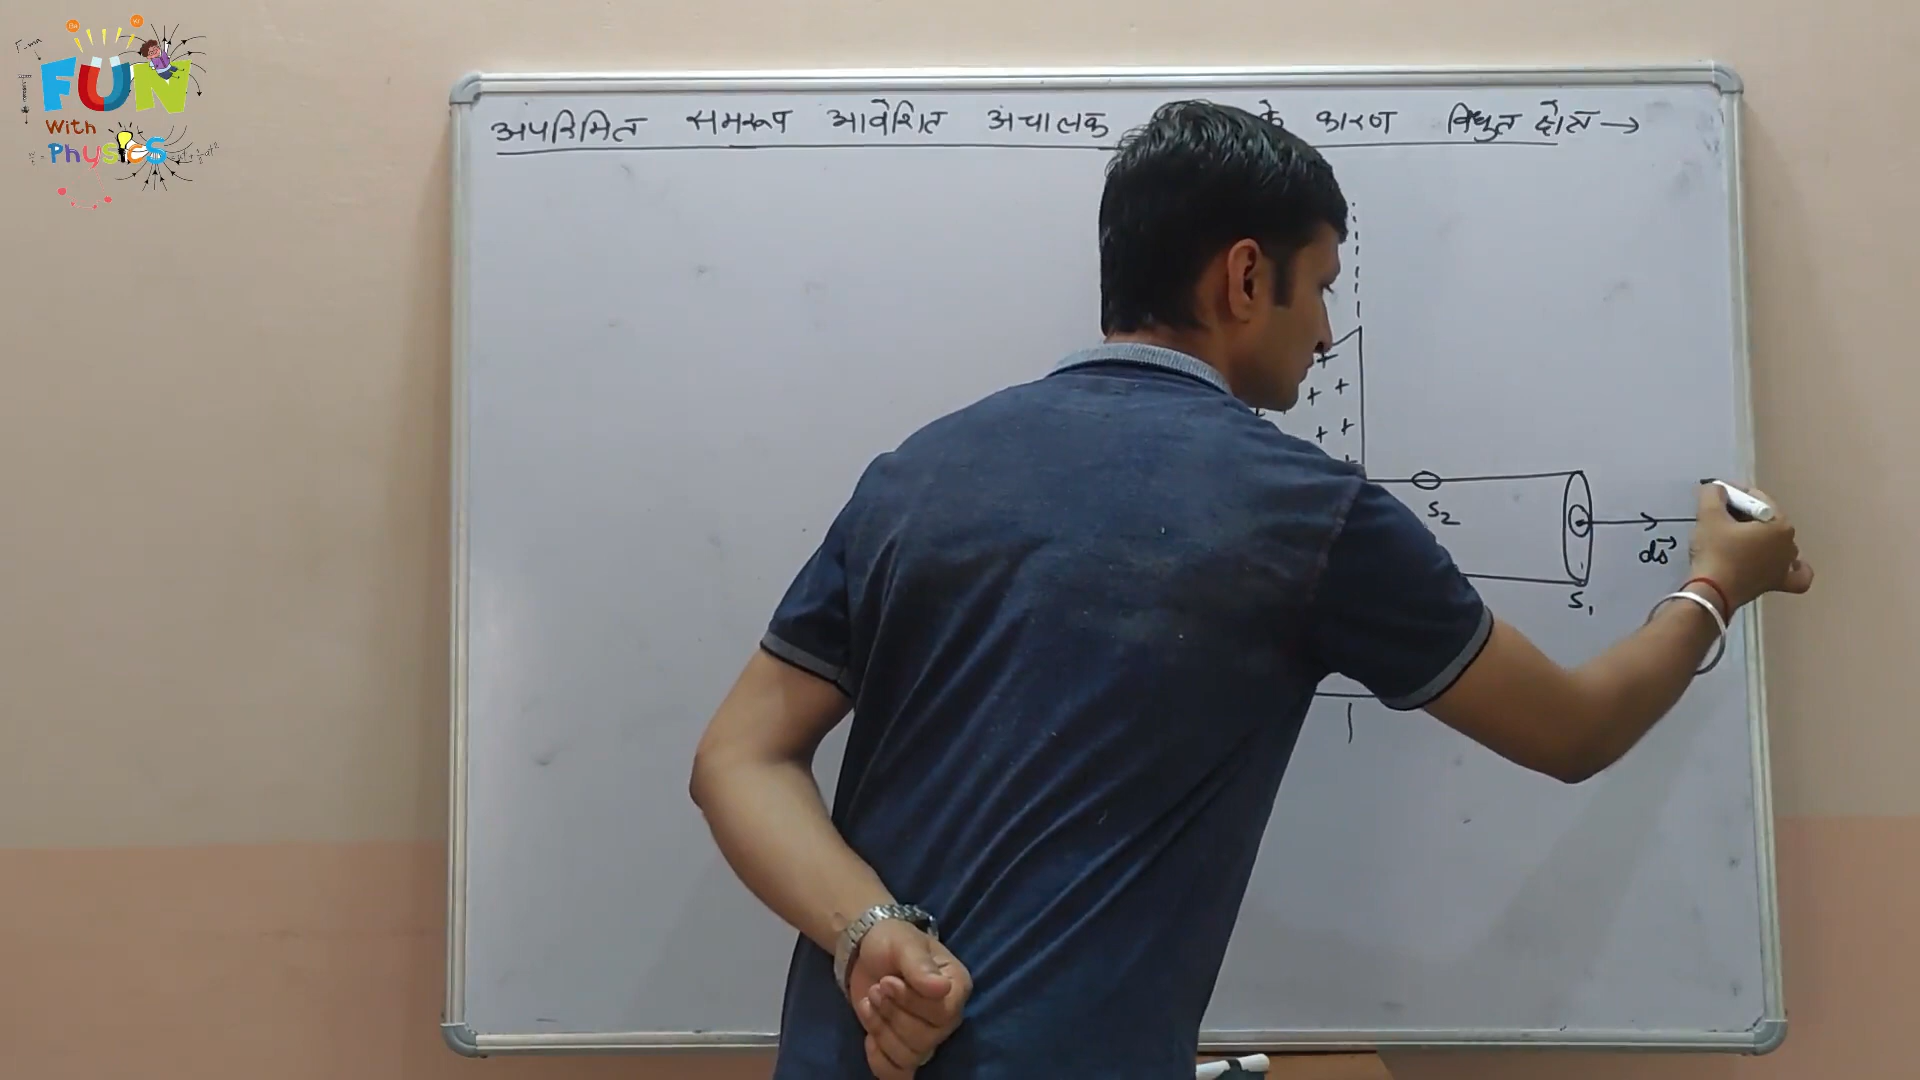 FUN
With
Physics
अपरिमित समरूप आवेशित अचालक के कारण विद्युत क्षेत्र →
+ +
+ +
S₂
ds⃗
S₁